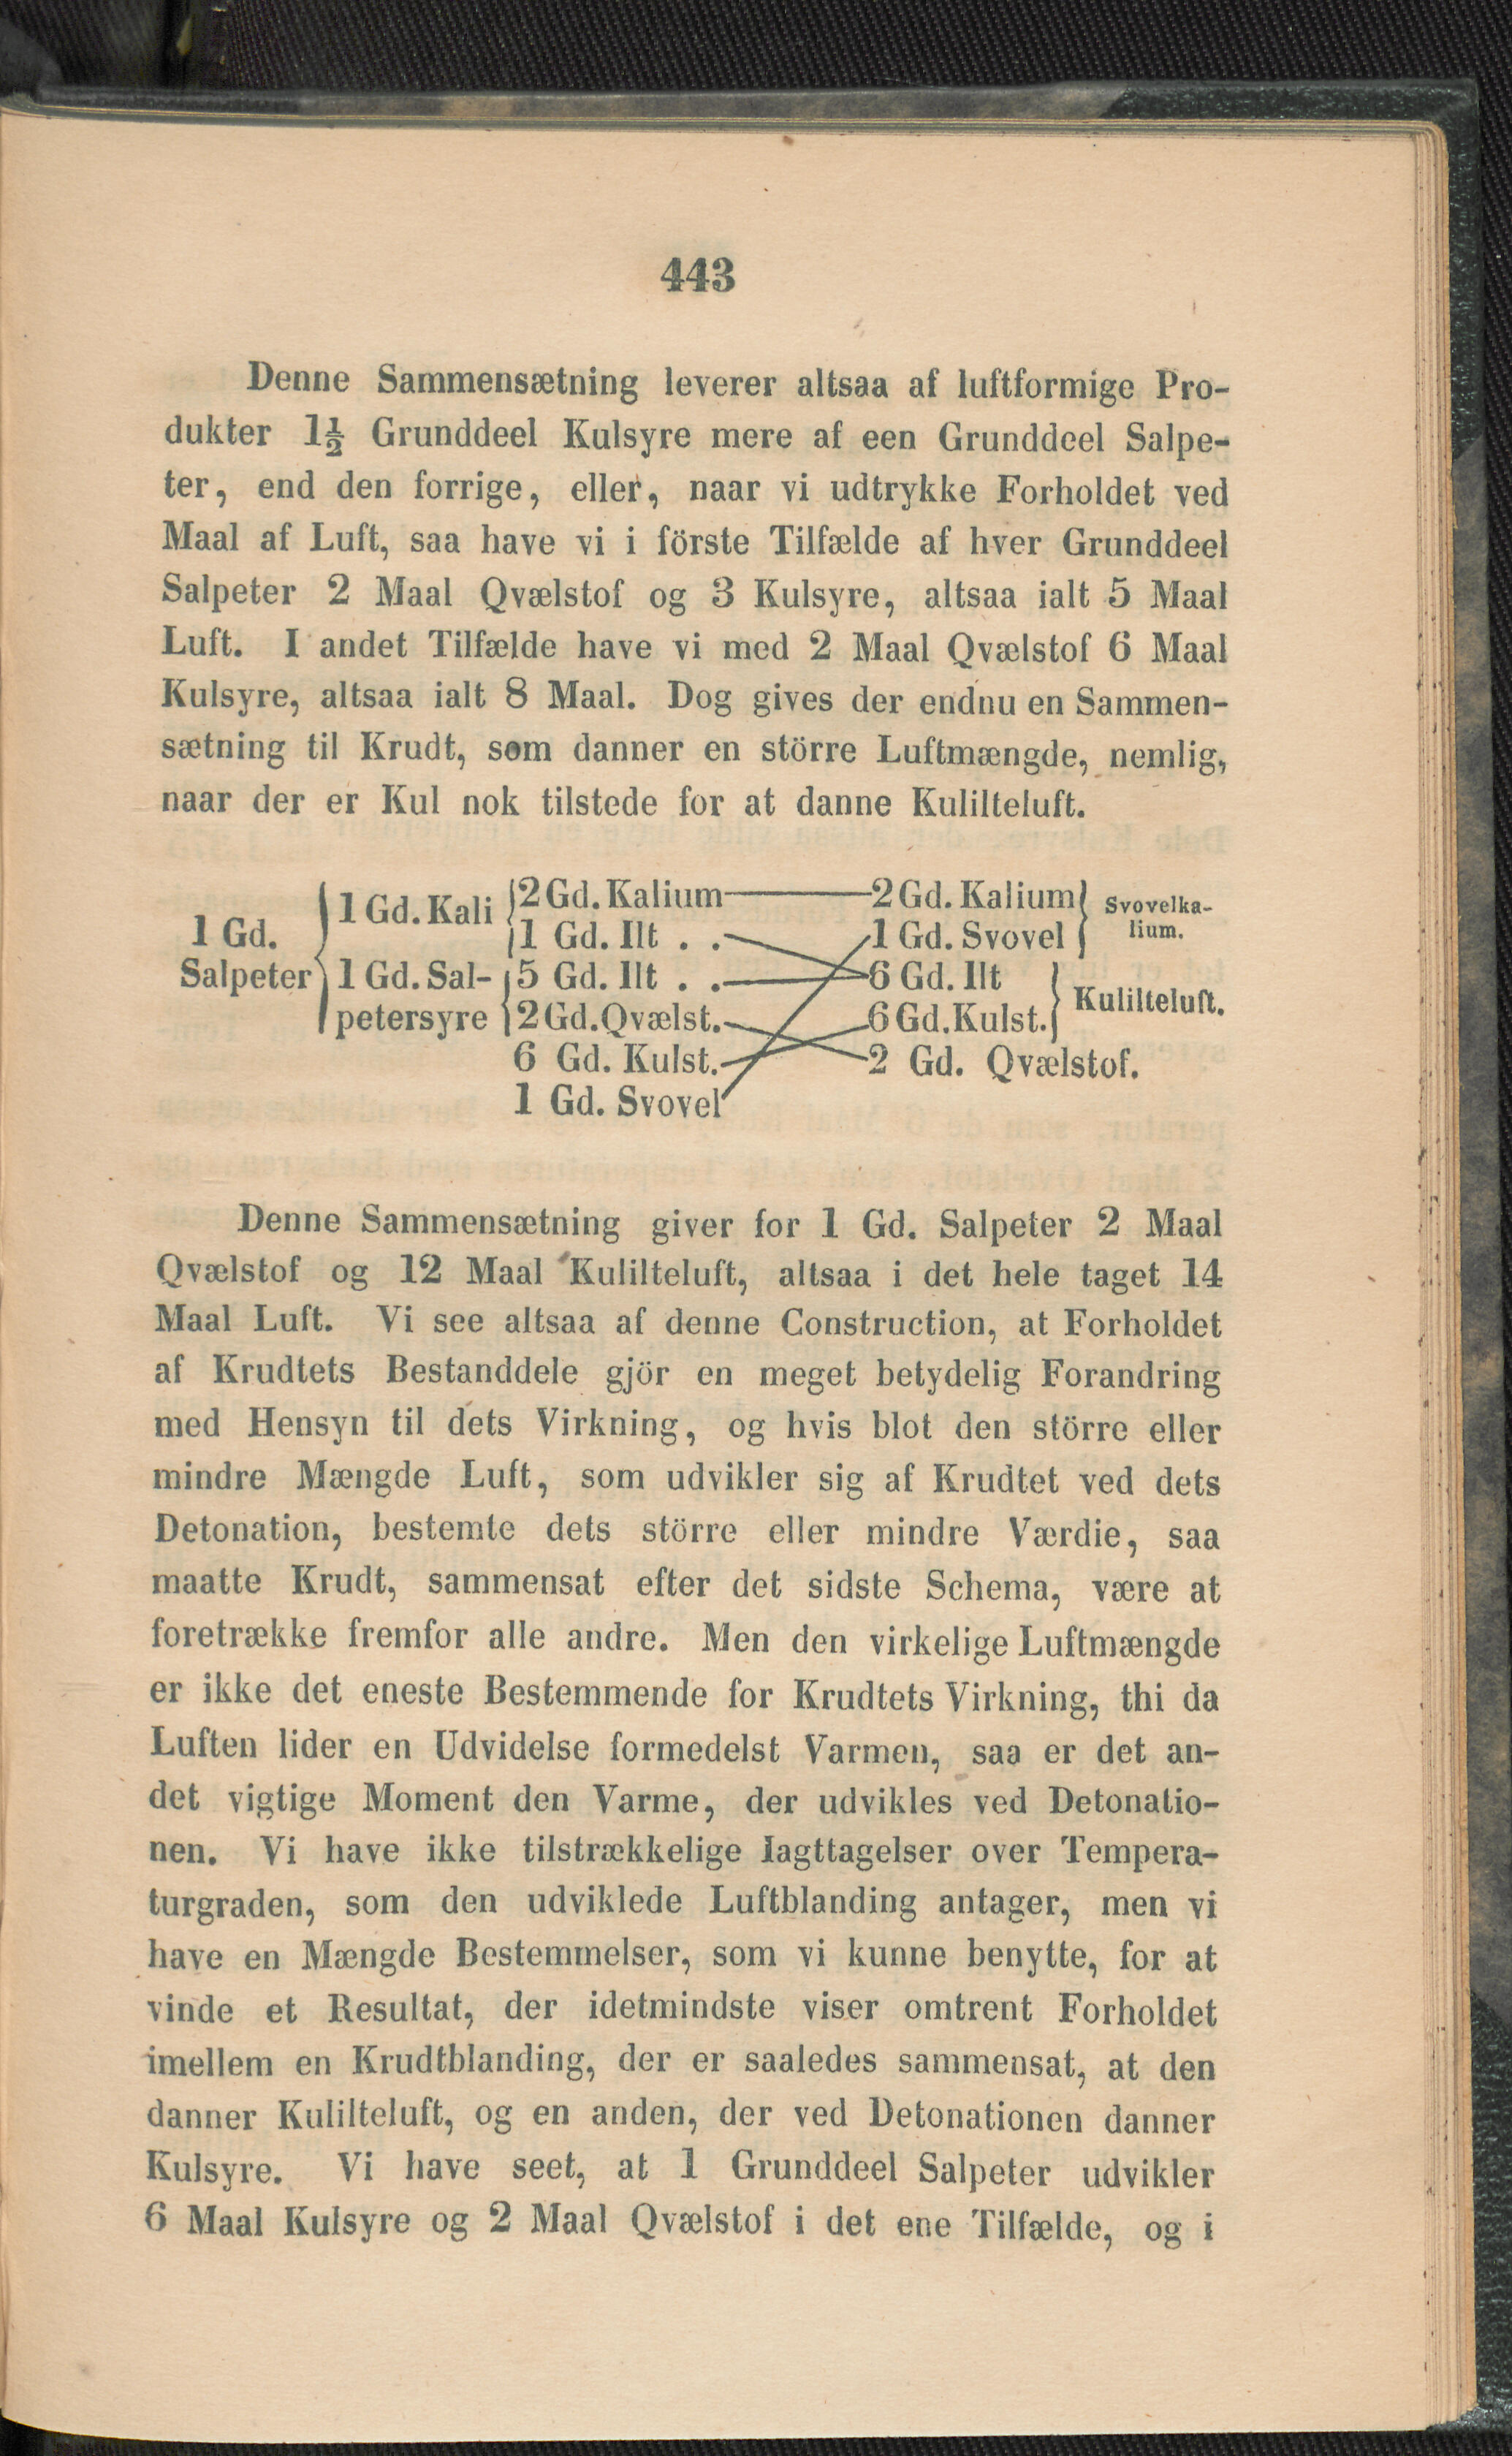 443
Denne Sammensætning leverer altsaa af luftformige Pro-
dukter 1½ Grunddeel Kulsyre mere af een Grunddeel Salpe-
ter, end den forrige, eller, naar vi udtrykke Forholdet ved
Maal af Luft, saa have vi i förste Tilfælde af hver Grunddeel
Salpeter 2 Maal Qvælstof og 3 Kulsyre, altsaa ialt 5 Maal
Luft. I andet Tilfælde have vi med 2 Maal Qvælstof 6 Maal
Kulsyre, altsaa ialt 8 Maal. Dog gives der endnu en Sammen-
sætning til Krudt, som danner en större Luftmængde, nemlig,
naar der er Kul nok tilstede for at danne Kulilteluft.
1 Gd.
Salpeter
1 Gd. Kali
1 Gd. Sal-
petersyre
2 Gd. Kalium
1 Gd. Ilt . .
5 Gd. Ilt . .
2 Gd. Qvælst.
6 Gd. Kulst.
1 Gd. Svovel
2 Gd. Kalium
1 Gd. Svovel
6 Gd. Ilt
6 Gd. Kulst.
2 Gd. Qvælstof.
Svovelka-
lium.
Kulilteluft.
Denne Sammensætning giver for 1 Gd. Salpeter 2 Maal
Qvælstof og 12 Maal Kulilteluft, altsaa i det hele taget 14
Maal Luft. Vi see altsaa af denne Construction, at Forholdet
af Krudtets Bestanddele gjör en meget betydelig Forandring
med Hensyn til dets Virkning, og hvis blot den större eller
mindre Mængde Luft, som udvikler sig af Krudtet ved dets
Detonation, bestemte dets större eller mindre Værdie, saa
maatte Krudt, sammensat efter det sidste Schema, være at
foretrække fremfor alle andre. Men den virkelige Luftmængde
er ikke det eneste Bestemmende for Krudtets Virkning, thi da
Luften lider en Udvidelse formedelst Varmen, saa er det an-
det vigtige Moment den Varme, der udvikles ved Detonatio-
nen. Vi have ikke tilstrækkelige Iagttagelser over Tempera-
turgraden, som den udviklede Luftblanding antager, men vi
have en Mængde Bestemmelser, som vi kunne benytte, for at
vinde et Resultat, der idetmindste viser omtrent Forholdet
imellem en Krudtblanding, der er saaledes sammensat, at den
danner Kulilteluft, og en anden, der ved Detonationen danner
Kulsyre. Vi have seet, at 1 Grunddeel Salpeter udvikler
6 Maal Kulsyre og 2 Maal Qvælstof i det ene Tilfælde, og i